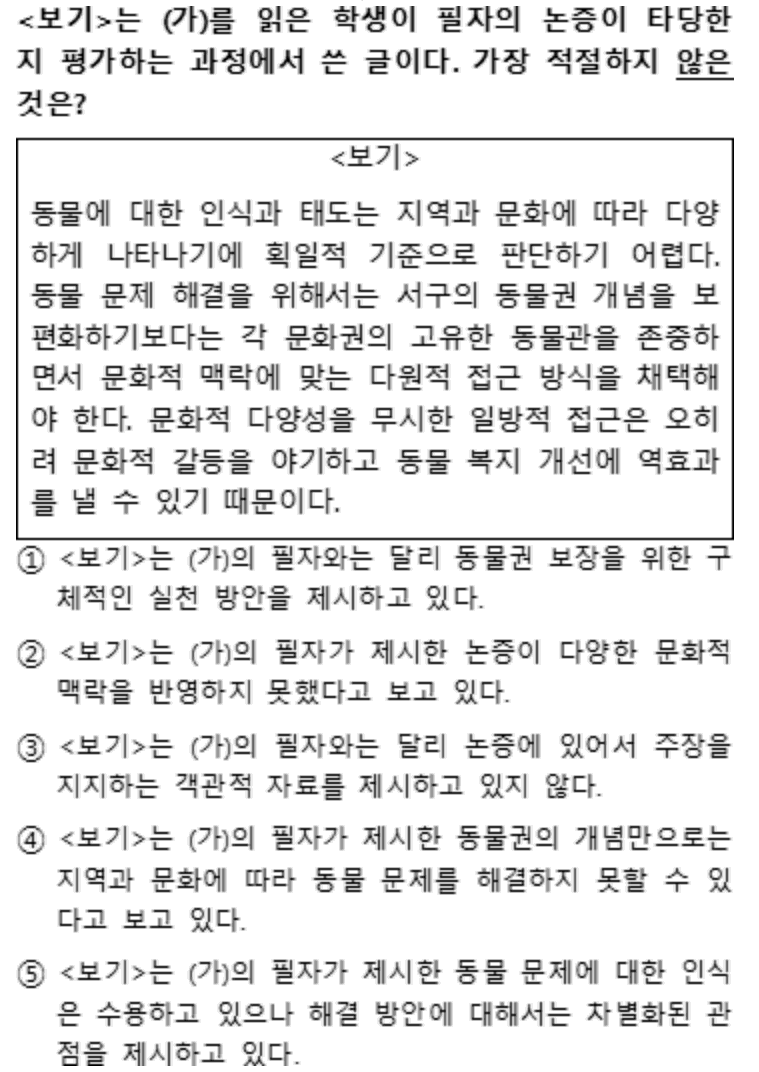 <보기>는 (가)를 읽은 학생이 필자의 논증이 타당한
지 평가하는 과정에서 쓴 글이다. 가장 적절하지 않은
것은?
<보기>
동물에 대한 인식과 태도는 지역과 문화에 따라 다양
하게 나타나기에 획일적 기준으로 판단하기 어렵다.
동물 문제 해결을 위해서는 서구의 동물권 개념을 보
편화하기보다는 각 문화권의 고유한 동물관을 존중하
면서 문화적 맥락에 맞는 다원적 접근 방식을 채택해
야 한다. 문화적 다양성을 무시한 일방적 접근은 오히
려 문화적 갈등을 야기하고 동물 복지 개선에 역효과
를 낼 수 있기 때문이다.
① <보기>는 (가)의 필자와는 달리 동물권 보장을 위한 구
체적인 실천 방안을 제시하고 있다.
② <보기>는 (가)의 필자가 제시한 논증이 다양한 문화적
맥락을 반영하지 못했다고 보고 있다.
③ <보기>는 (가)의 필자와는 달리 논증에 있어서 주장을
지지하는 객관적 자료를 제시하고 있지 않다.
④ <보기>는 (가)의 필자가 제시한 동물권의 개념만으로는
지역과 문화에 따라 동물 문제를 해결하지 못할 수 있
다고 보고 있다.
⑤ <보기>는 (가)의 필자가 제시한 동물 문제에 대한 인식
은 수용하고 있으나 해결 방안에 대해서는 차별화된 관
점을 제시하고 있다.